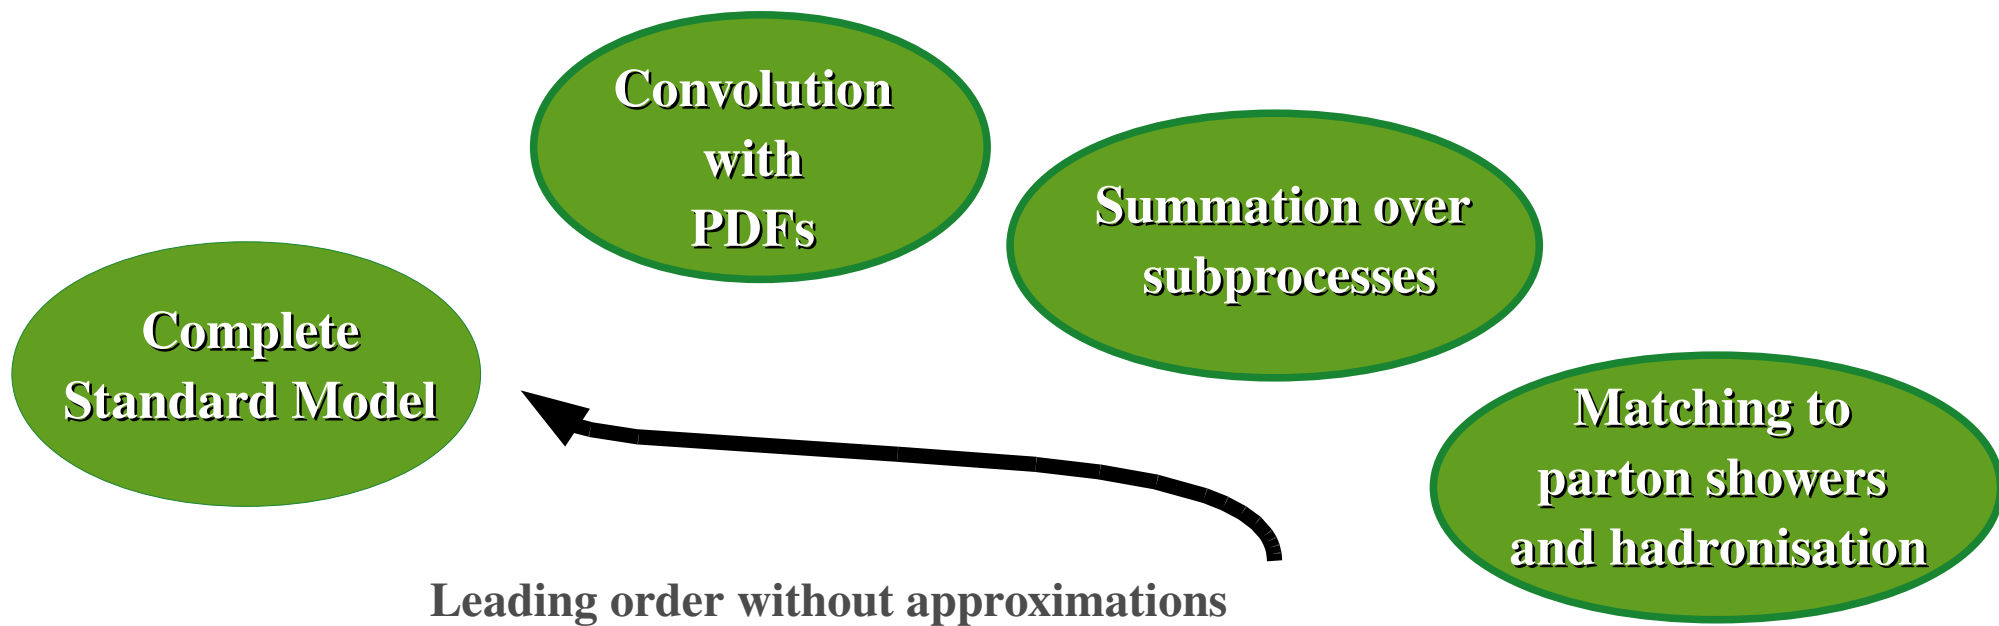 Convolution
with
PDFs
Summation over
subprocesses
Complete
Standard Model
Matching to
parton showers
and hadronisation
Leading order without approximations